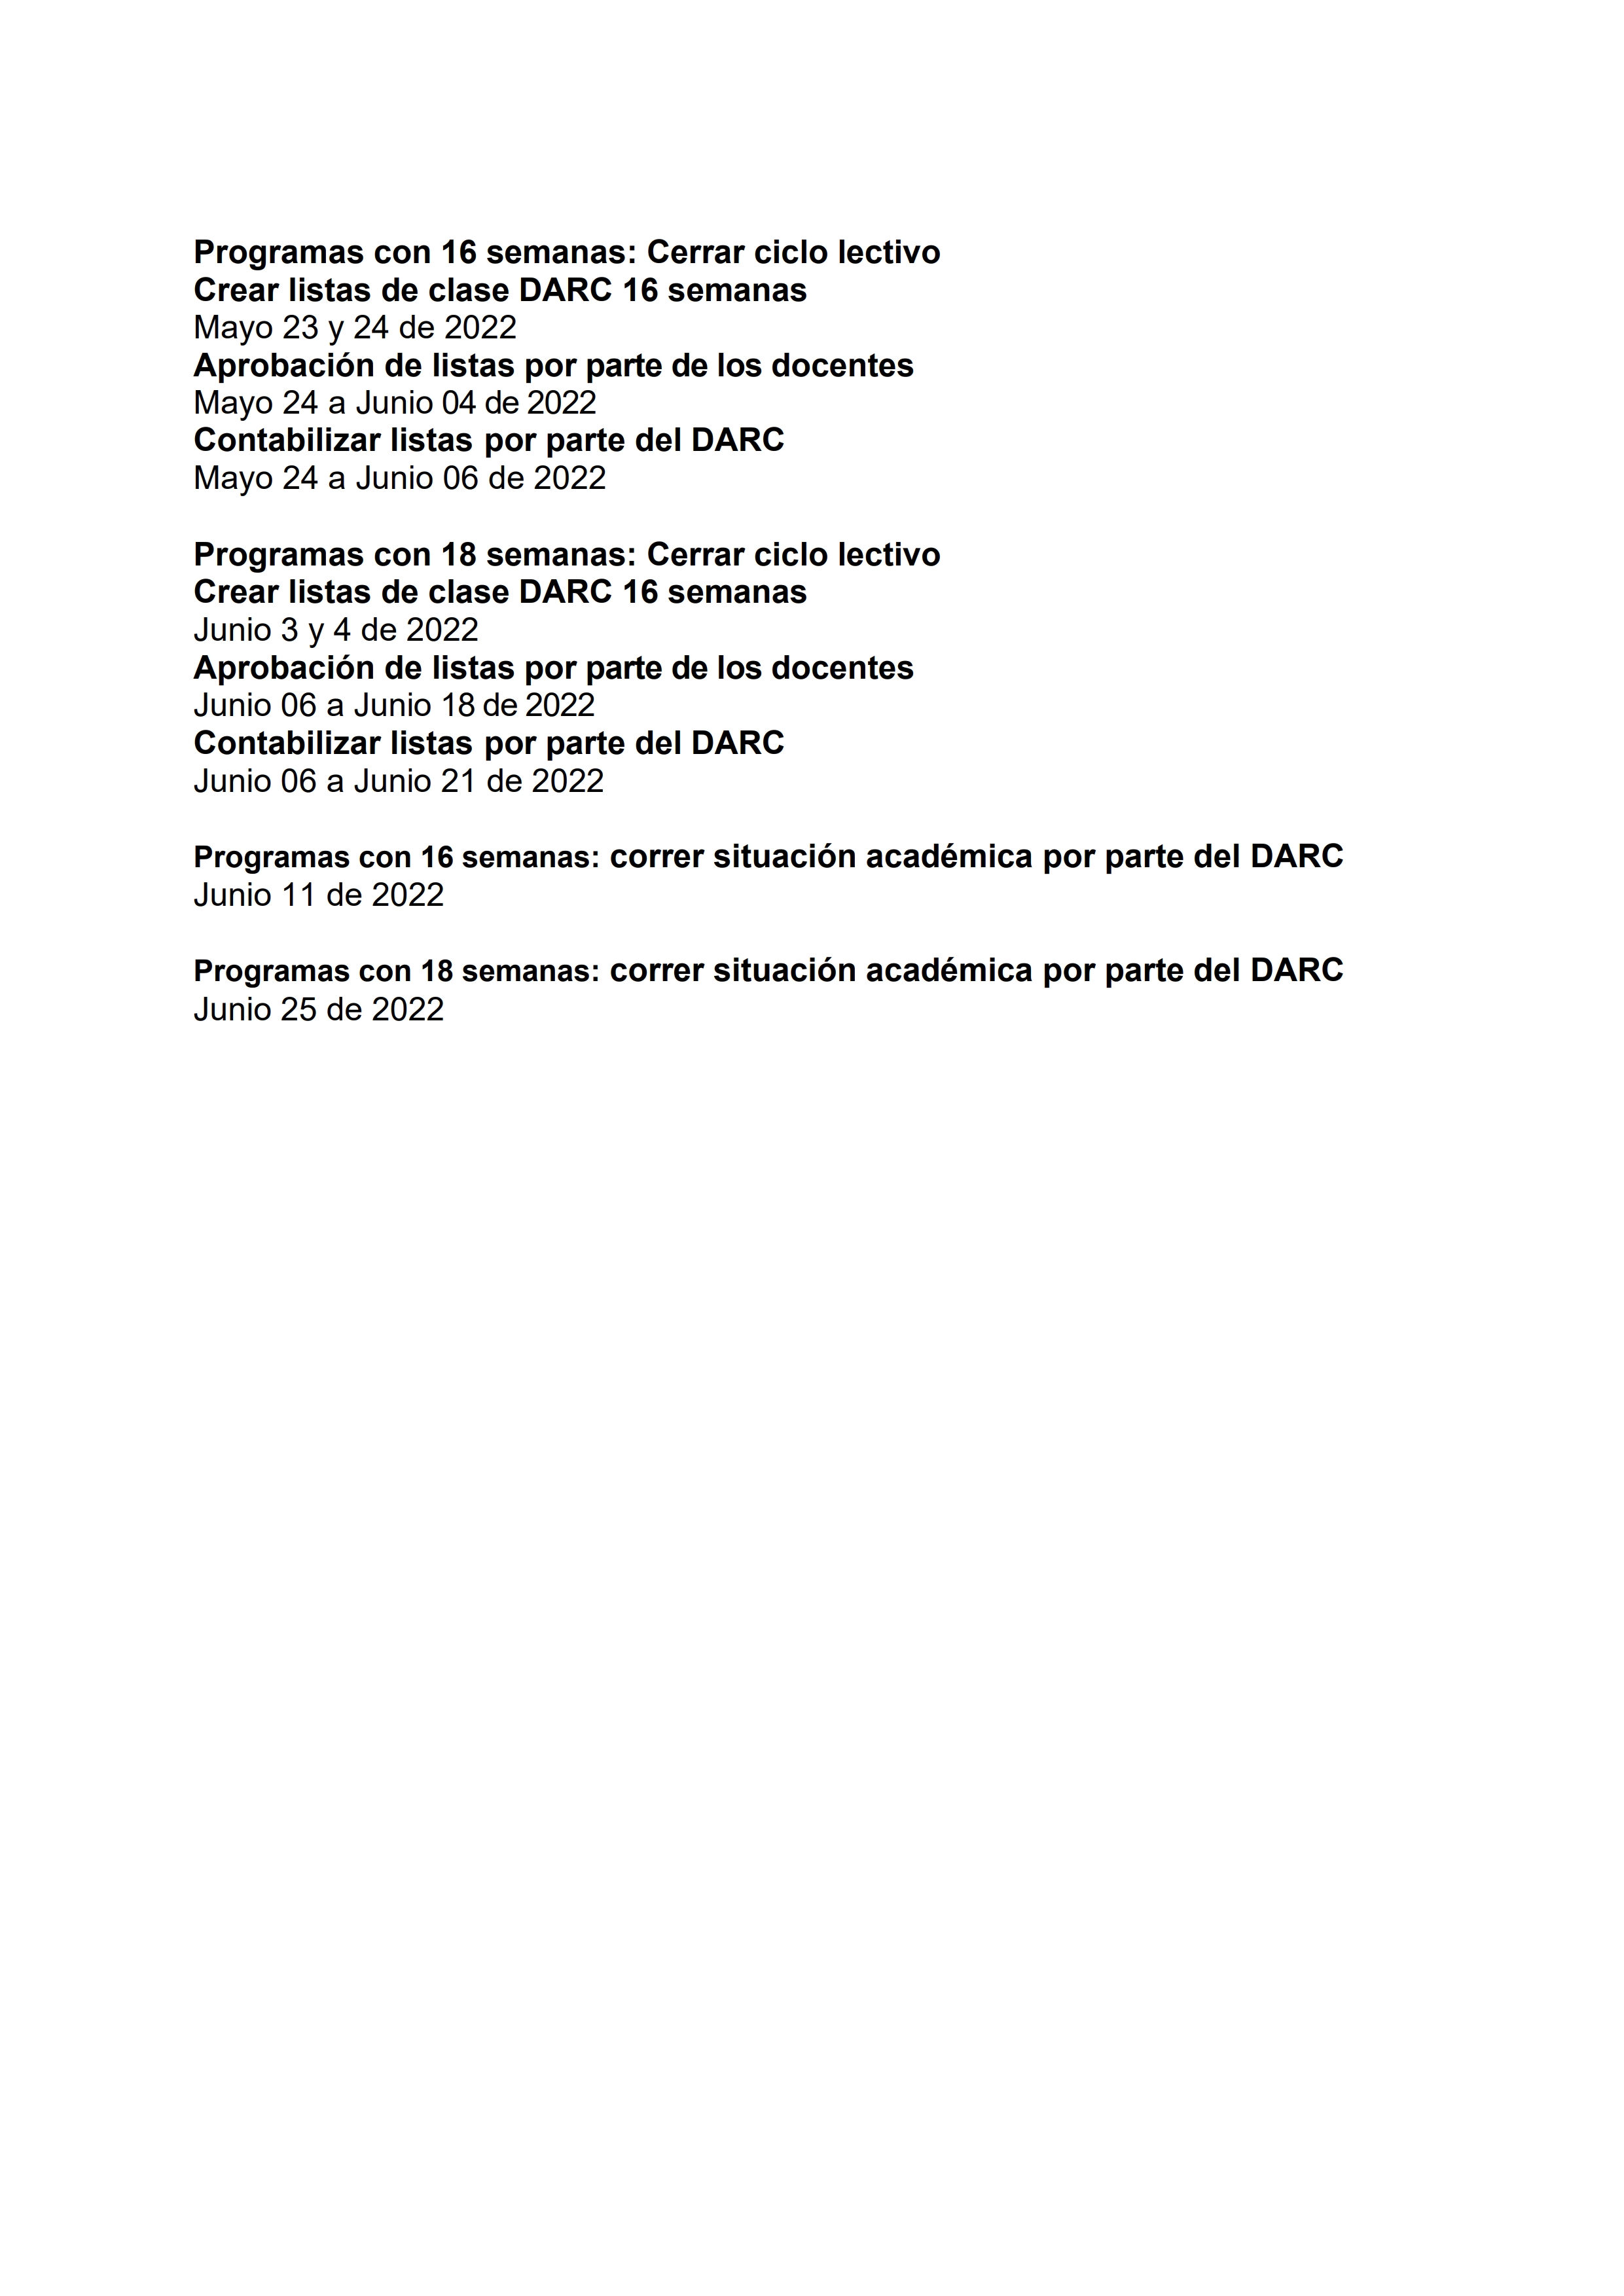 Programas con 16 semanas: Cerrar ciclo lectivo
Crear listas de clase DARC 16 semanas
Mayo 23 y 24 de 2022
Aprobación de listas por parte de los docentes
Mayo 24 a Junio 04 de 2022
Contabilizar listas por parte del DARC
Mayo 24 a Junio 06 de 2022
Programas con 18 semanas: Cerrar ciclo lectivo
Crear listas de clase DARC 16 semanas
Junio 3 y 4 de 2022
Aprobación de listas por parte de los docentes
Junio 06 a Junio 18 de 2022
Contabilizar listas por parte del DARC
Junio 06 a Junio 21 de 2022
Programas con 16 semanas: correr situación académica por parte del DARC
Junio 11 de 2022
Programas con 18 semanas: correr situación académica por parte del DARC
Junio 25 de 2022